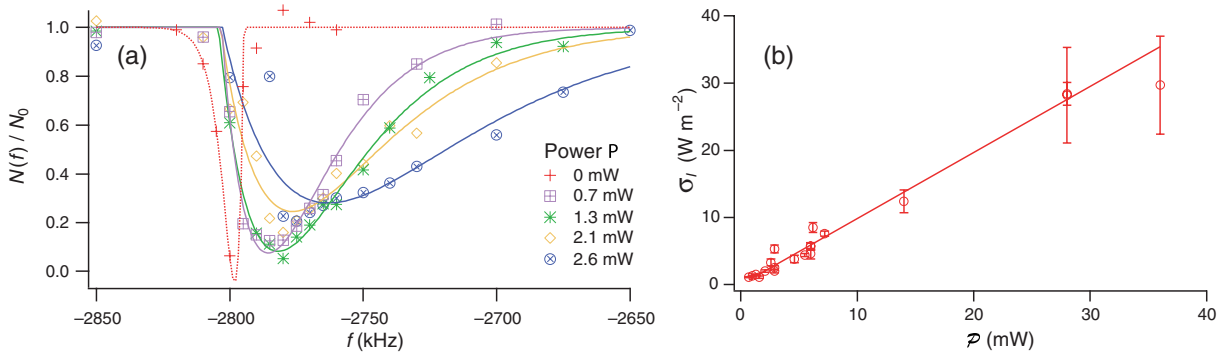 (a)
N(f) / N₀
1.0
0.8
0.6
0.4
0.2
0.0
−2850
−2800
−2750
−2700
−2650
f (kHz)
Power P
0 mW
0.7 mW
1.3 mW
2.1 mW
2.6 mW
(b)
σ_I (W m⁻²)
40
30
20
10
0
0
10
20
30
40
𝒫 (mW)